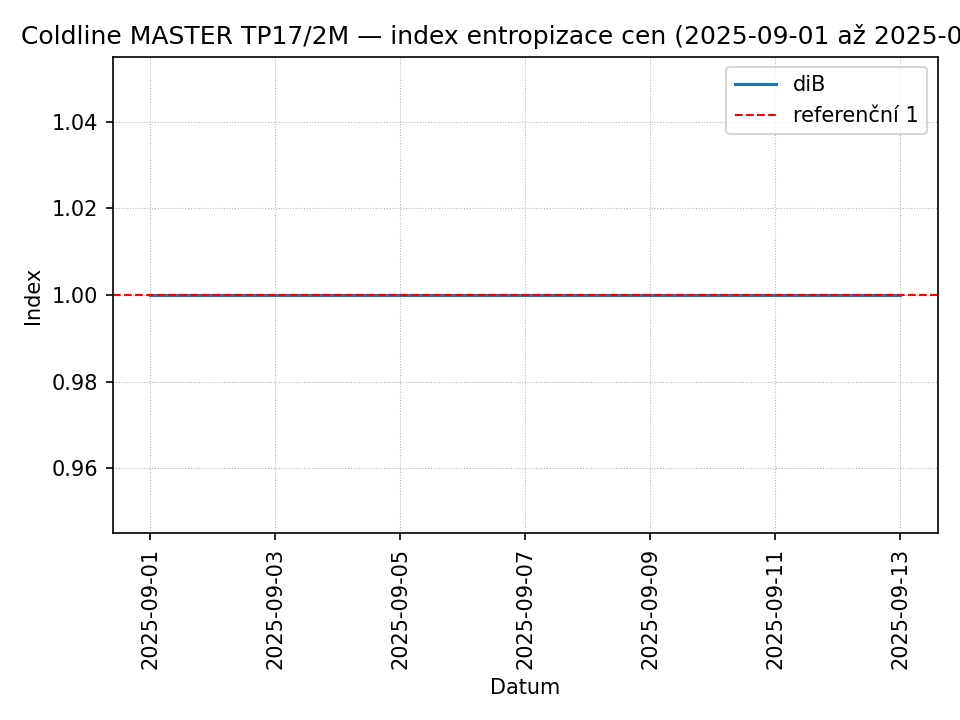 Coldline MASTER TP17/2M — index entropizace cen (2025-09-01 až 2025-0
diB
referenční 1
1.04
1.02
1.00
0.98
0.96
Index
2025-09-01
2025-09-03
2025-09-05
2025-09-07
2025-09-09
2025-09-11
2025-09-13
Datum